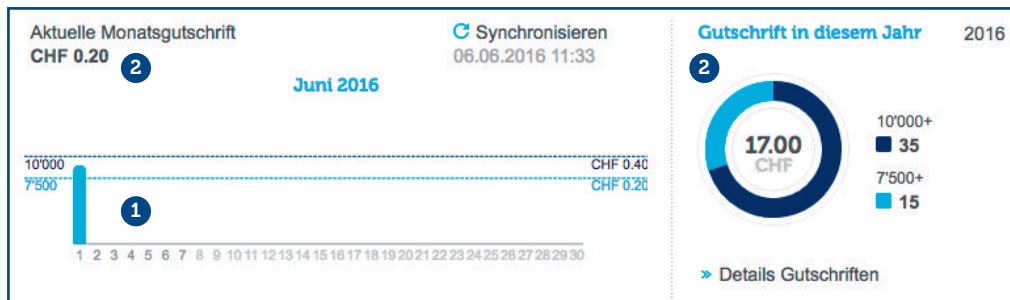 Aktuelle Monatsgutschrift
CHF 0.20
2
Synchronisieren
06.06.2016 11:33
Juni 2016
10'000
CHF 0.40
7'500
CHF 0.20
1
1 2 3 4 5 6 7 8 9 10 11 12 13 14 15 16 17 18 19 20 21 22 23 24 25 26 27 28 29 30
Gutschrift in diesem Jahr
2016
2
17.00
CHF
10'000+
35
7'500+
15
» Details Gutschriften